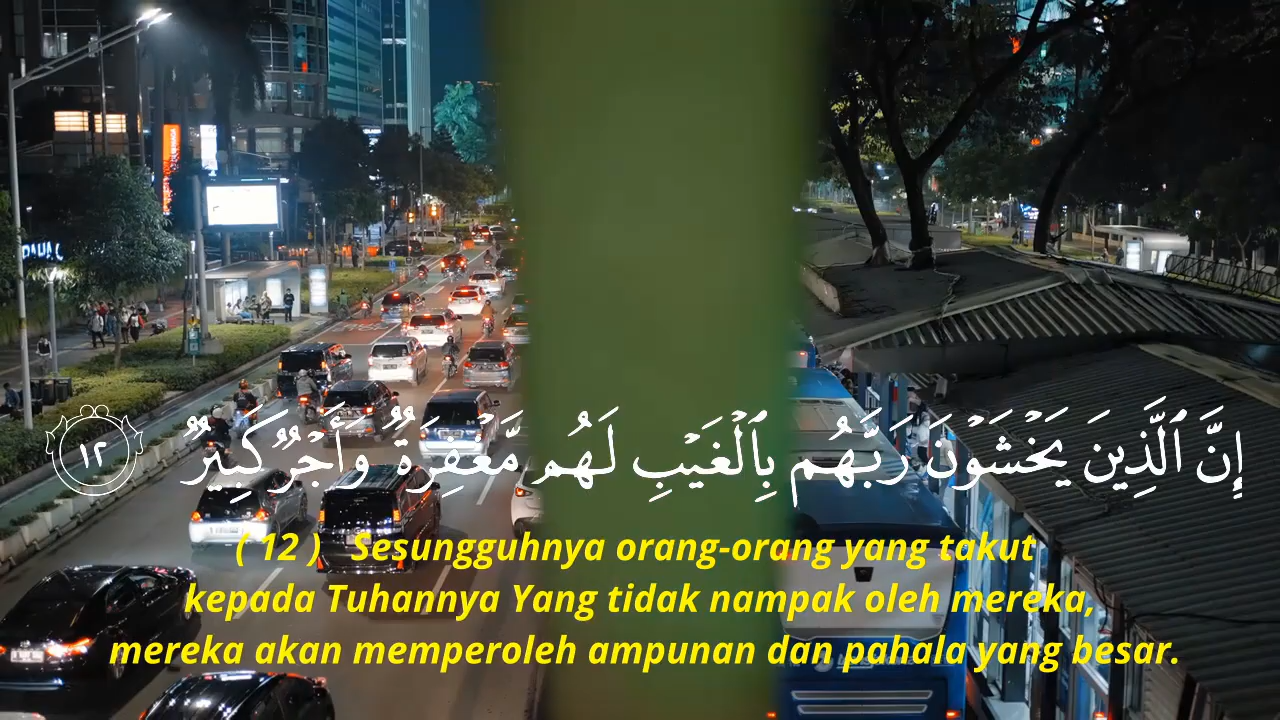 إِنَّ ٱلَّذِينَ يَخْشَوْنَ رَبَّهُم بِٱلْغَيْبِ لَهُم مَّغْفِرَةٌ وَأَجْرٌ كَبِيرٌ ١٢
( 12 ) Sesungguhnya orang-orang yang takut
kepada Tuhannya Yang tidak nampak oleh mereka,
mereka akan memperoleh ampunan dan pahala yang besar.